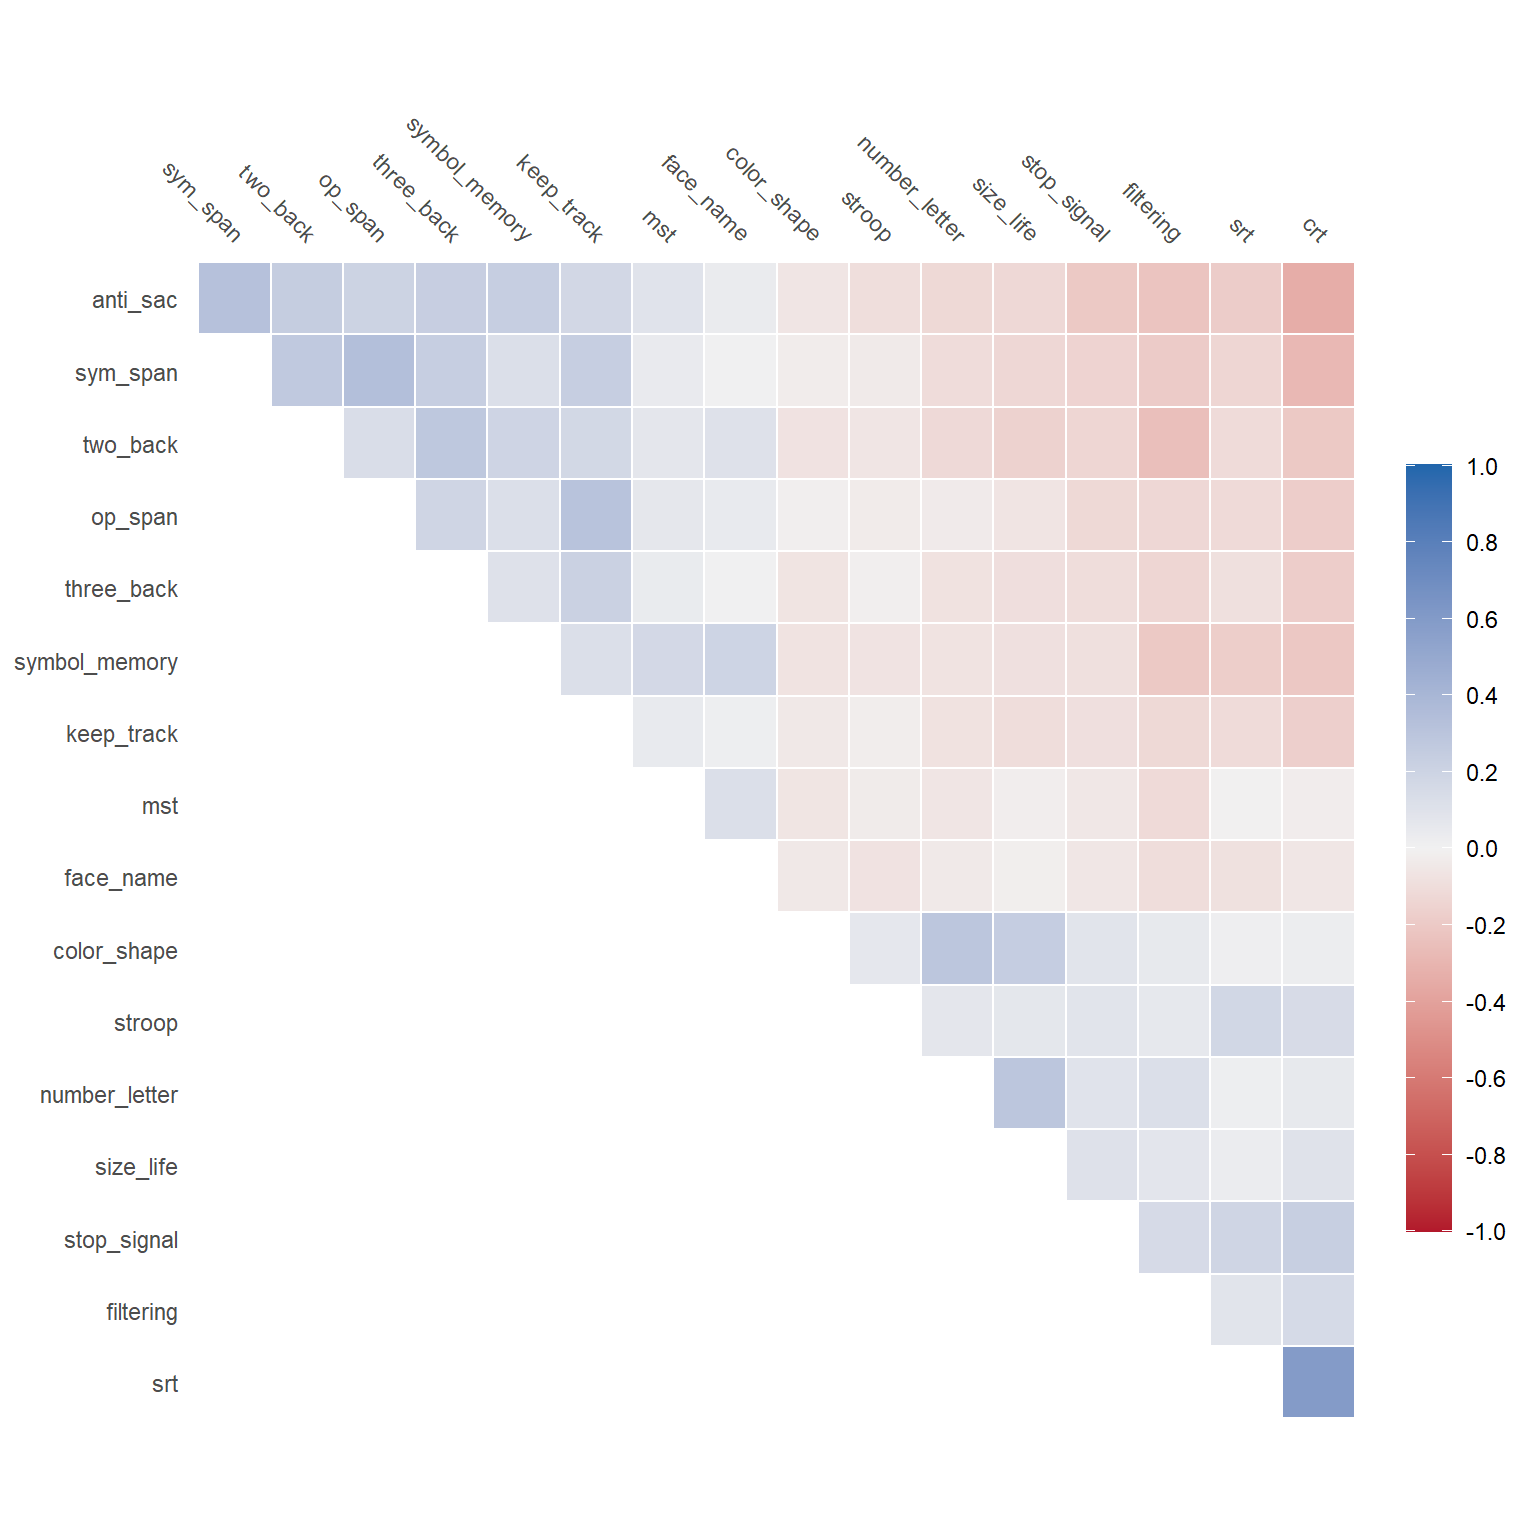 sym_span
two_back
op_span
three_back
symbol_memory
keep_track
mst
face_name
color_shape
stroop
number_letter
size_life
stop_signal
filtering
srt
crt
anti_sac
sym_span
two_back
op_span
three_back
symbol_memory
keep_track
mst
face_name
color_shape
stroop
number_letter
size_life
stop_signal
filtering
srt
1.0
0.8
0.6
0.4
0.2
0.0
-0.2
-0.4
-0.6
-0.8
-1.0